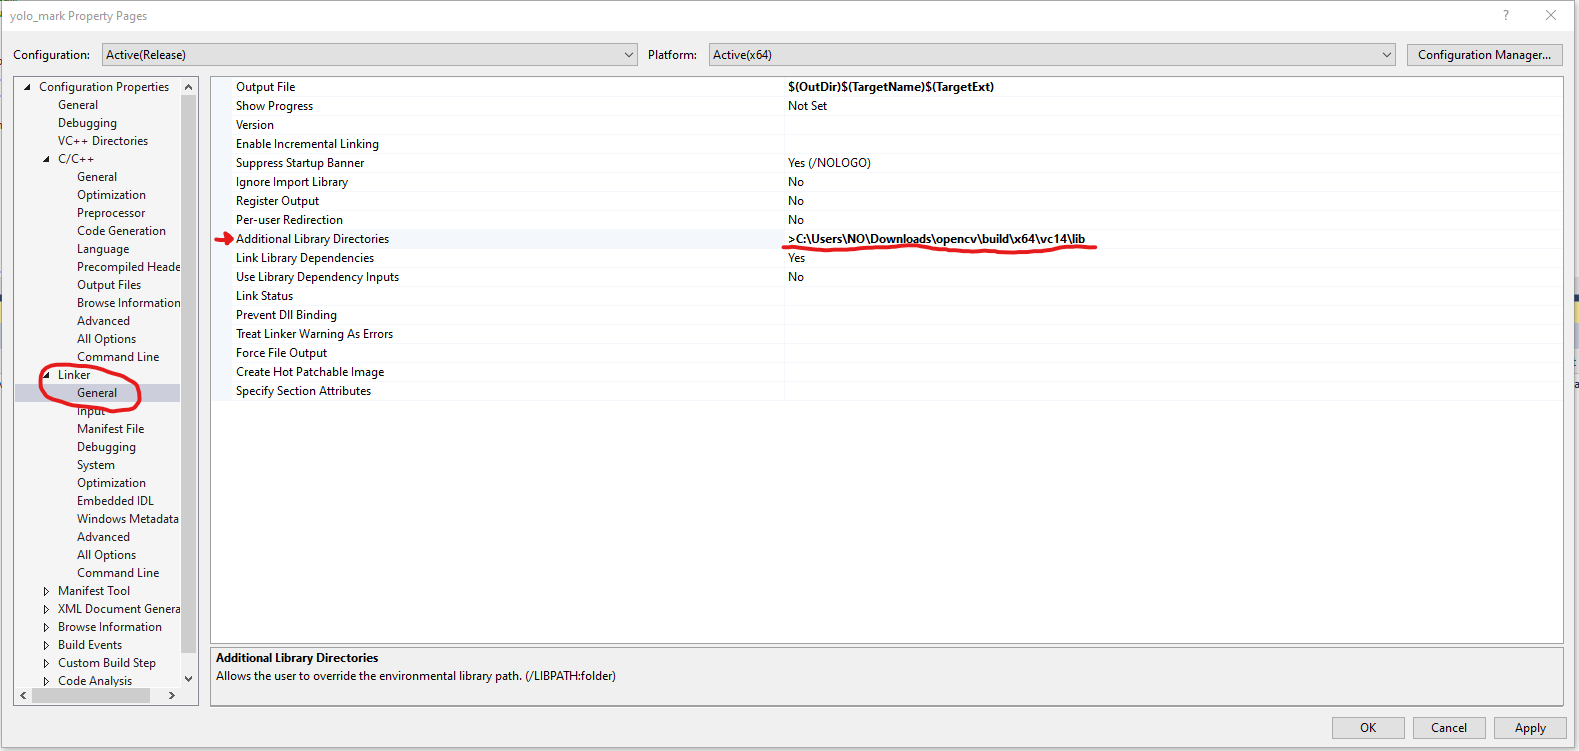 yolo_mark Property Pages
? ×
Configuration: Active(Release) Platform: Active(x64) Configuration Manager...
Configuration Properties
General
Debugging
VC++ Directories
C/C++
General
Optimization
Preprocessor
Code Generation
Language
Precompiled Heade
Output Files
Browse Information
Advanced
All Options
Command Line
Linker
General
Input
Manifest File
Debugging
System
Optimization
Embedded IDL
Windows Metadata
Advanced
All Options
Command Line
Manifest Tool
XML Document Genera
Browse Information
Build Events
Custom Build Step
Code Analysis
Output File $(OutDir)$(TargetName)$(TargetExt)
Show Progress Not Set
Version
Enable Incremental Linking
Suppress Startup Banner Yes (/NOLOGO)
Ignore Import Library No
Register Output No
Per-user Redirection No
Additional Library Directories >C:\Users\NO\Downloads\opencv\build\x64\vc14\lib
Link Library Dependencies Yes
Use Library Dependency Inputs No
Link Status
Prevent Dll Binding
Treat Linker Warning As Errors
Force File Output
Create Hot Patchable Image
Specify Section Attributes
Additional Library Directories
Allows the user to override the environmental library path. (/LIBPATH:folder)
OK Cancel Apply